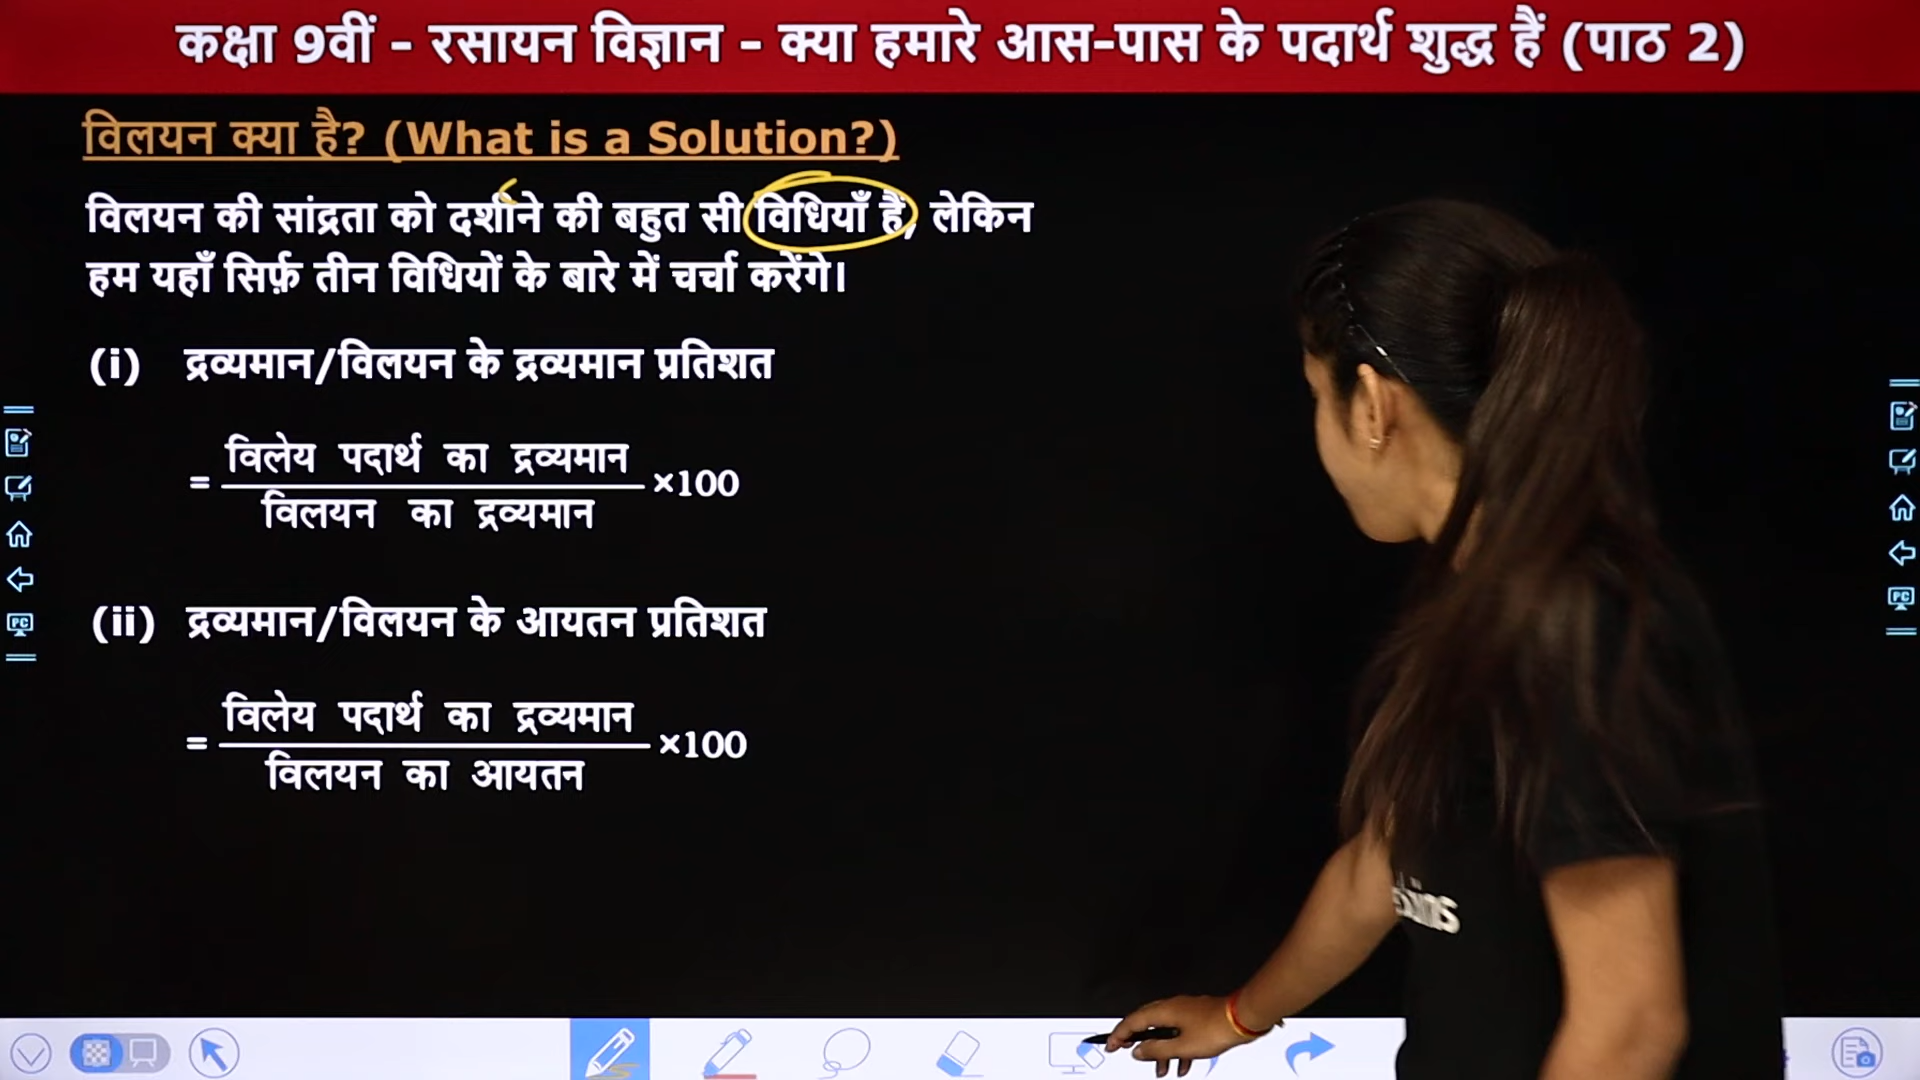 कक्षा 9वीं - रसायन विज्ञान - क्या हमारे आस-पास के पदार्थ शुद्ध हैं (पाठ 2)
विलयन क्या है? (What is a Solution?)
विलयन की सांद्रता को दर्शाने की बहुत सी विधियाँ हैं, लेकिन
हम यहाँ सिर्फ़ तीन विधियों के बारे में चर्चा करेंगे।
(i) द्रव्यमान/विलयन के द्रव्यमान प्रतिशत
= विलेय पदार्थ का द्रव्यमान
×100
विलयन का द्रव्यमान
(ii) द्रव्यमान/विलयन के आयतन प्रतिशत
= विलेय पदार्थ का द्रव्यमान
×100
विलयन का आयतन
PC
PC